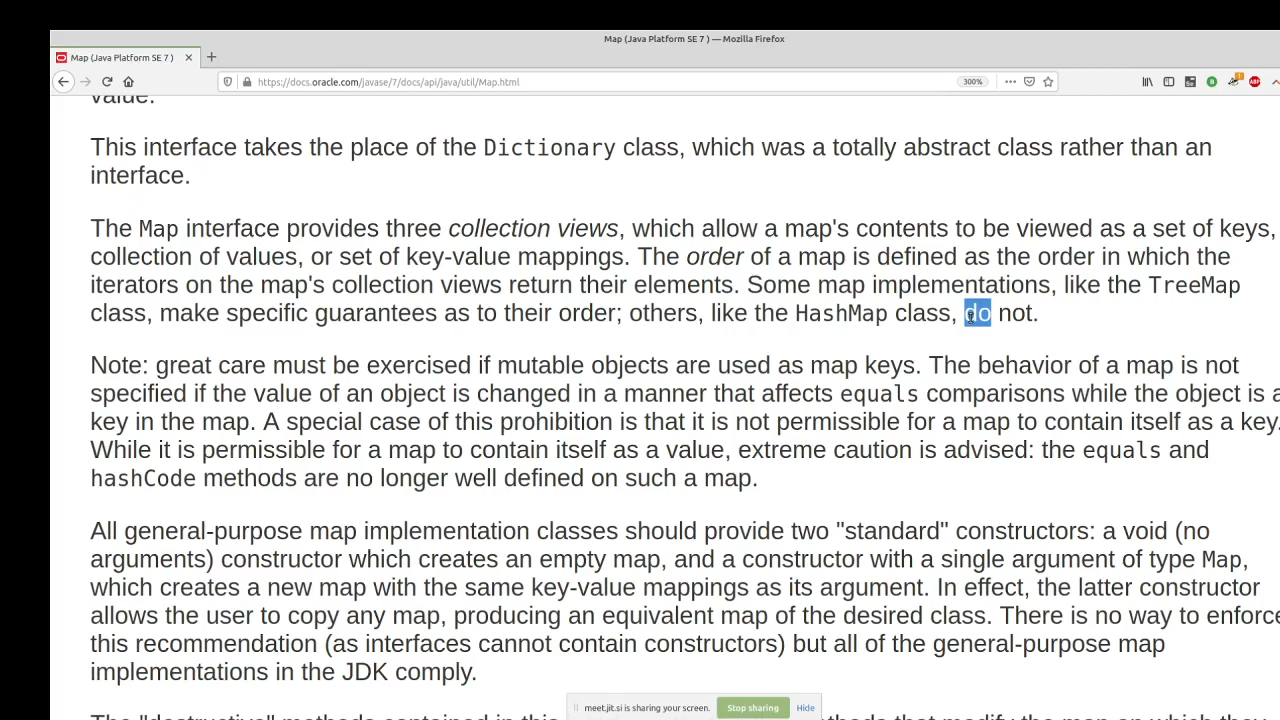 Map (Java Platform SE 7 ) — Mozilla Firefox
Map (Java Platform SE 7 )
https://docs.oracle.com/javase/7/docs/api/java/util/Map.html
300%
value.
This interface takes the place of the Dictionary class, which was a totally abstract class rather than an
interface.
The Map interface provides three collection views, which allow a map's contents to be viewed as a set of keys,
collection of values, or set of key-value mappings. The order of a map is defined as the order in which the
iterators on the map's collection views return their elements. Some map implementations, like the TreeMap
class, make specific guarantees as to their order; others, like the HashMap class, do not.
Note: great care must be exercised if mutable objects are used as map keys. The behavior of a map is not
specified if the value of an object is changed in a manner that affects equals comparisons while the object is a
key in the map. A special case of this prohibition is that it is not permissible for a map to contain itself as a key.
While it is permissible for a map to contain itself as a value, extreme caution is advised: the equals and
hashCode methods are no longer well defined on such a map.
All general-purpose map implementation classes should provide two "standard" constructors: a void (no
arguments) constructor which creates an empty map, and a constructor with a single argument of type Map,
which creates a new map with the same key-value mappings as its argument. In effect, the latter constructor
allows the user to copy any map, producing an equivalent map of the desired class. There is no way to enforce
this recommendation (as interfaces cannot contain constructors) but all of the general-purpose map
implementations in the JDK comply.
meet.jit.si is sharing your screen. Stop sharing Hide
The "destructive" methods contained in this methods that modify the map on which they